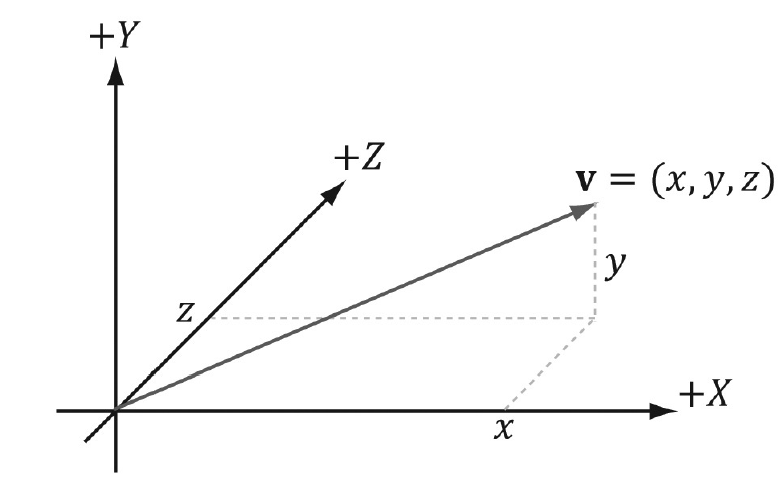 +Y
+Z
v = (x, y, z)
y
z
+X
x